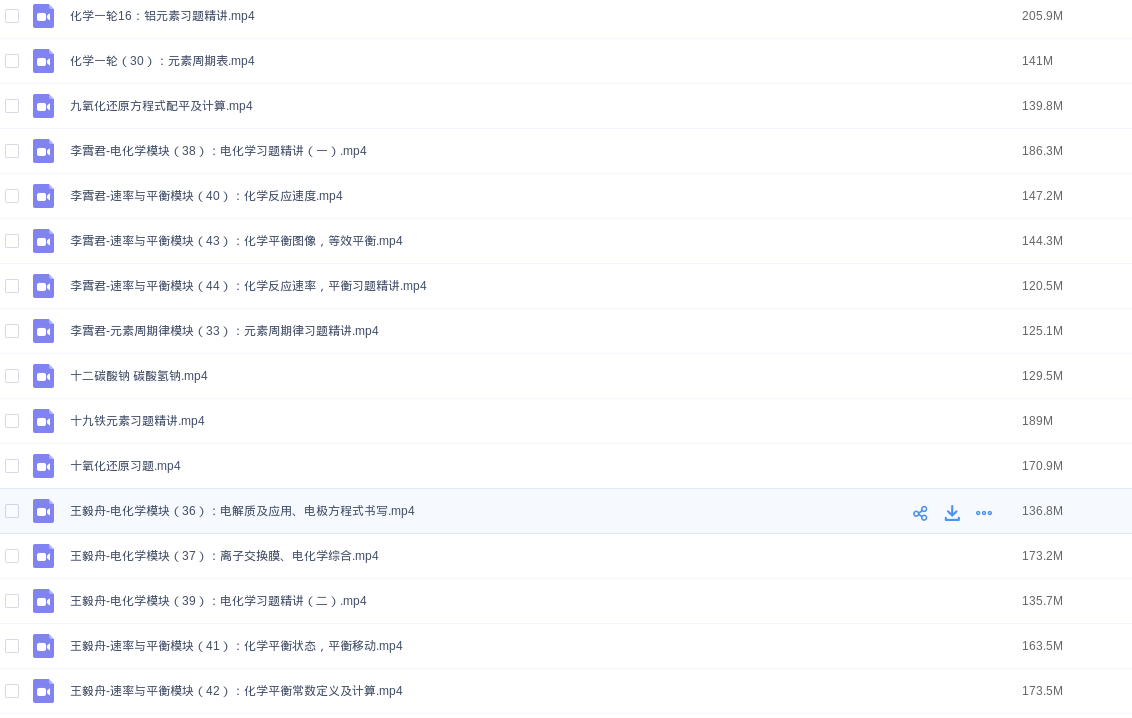 化学一轮16：铝元素习题精讲.mp4 205.9M
化学一轮（30）：元素周期表.mp4 141M
九氧化还原方程式配平及计算.mp4 139.8M
李霄君-电化学模块（38）：电化学习题精讲（一）.mp4 186.3M
李霄君-速率与平衡模块（40）：化学反应速度.mp4 147.2M
李霄君-速率与平衡模块（43）：化学平衡图像，等效平衡.mp4 144.3M
李霄君-速率与平衡模块（44）：化学反应速率，平衡习题精讲.mp4 120.5M
李霄君-元素周期律模块（33）：元素周期律习题精讲.mp4 125.1M
十二碳酸钠 碳酸氢钠.mp4 129.5M
十九铁元素习题精讲.mp4 189M
十氧化还原习题.mp4 170.9M
王毅舟-电化学模块（36）：电解质及应用、电极方程式书写.mp4 136.8M
王毅舟-电化学模块（37）：离子交换膜、电化学综合.mp4 173.2M
王毅舟-电化学模块（39）：电化学习题精讲（二）.mp4 135.7M
王毅舟-速率与平衡模块（41）：化学平衡状态，平衡移动.mp4 163.5M
王毅舟-速率与平衡模块（42）：化学平衡常数定义及计算.mp4 173.5M